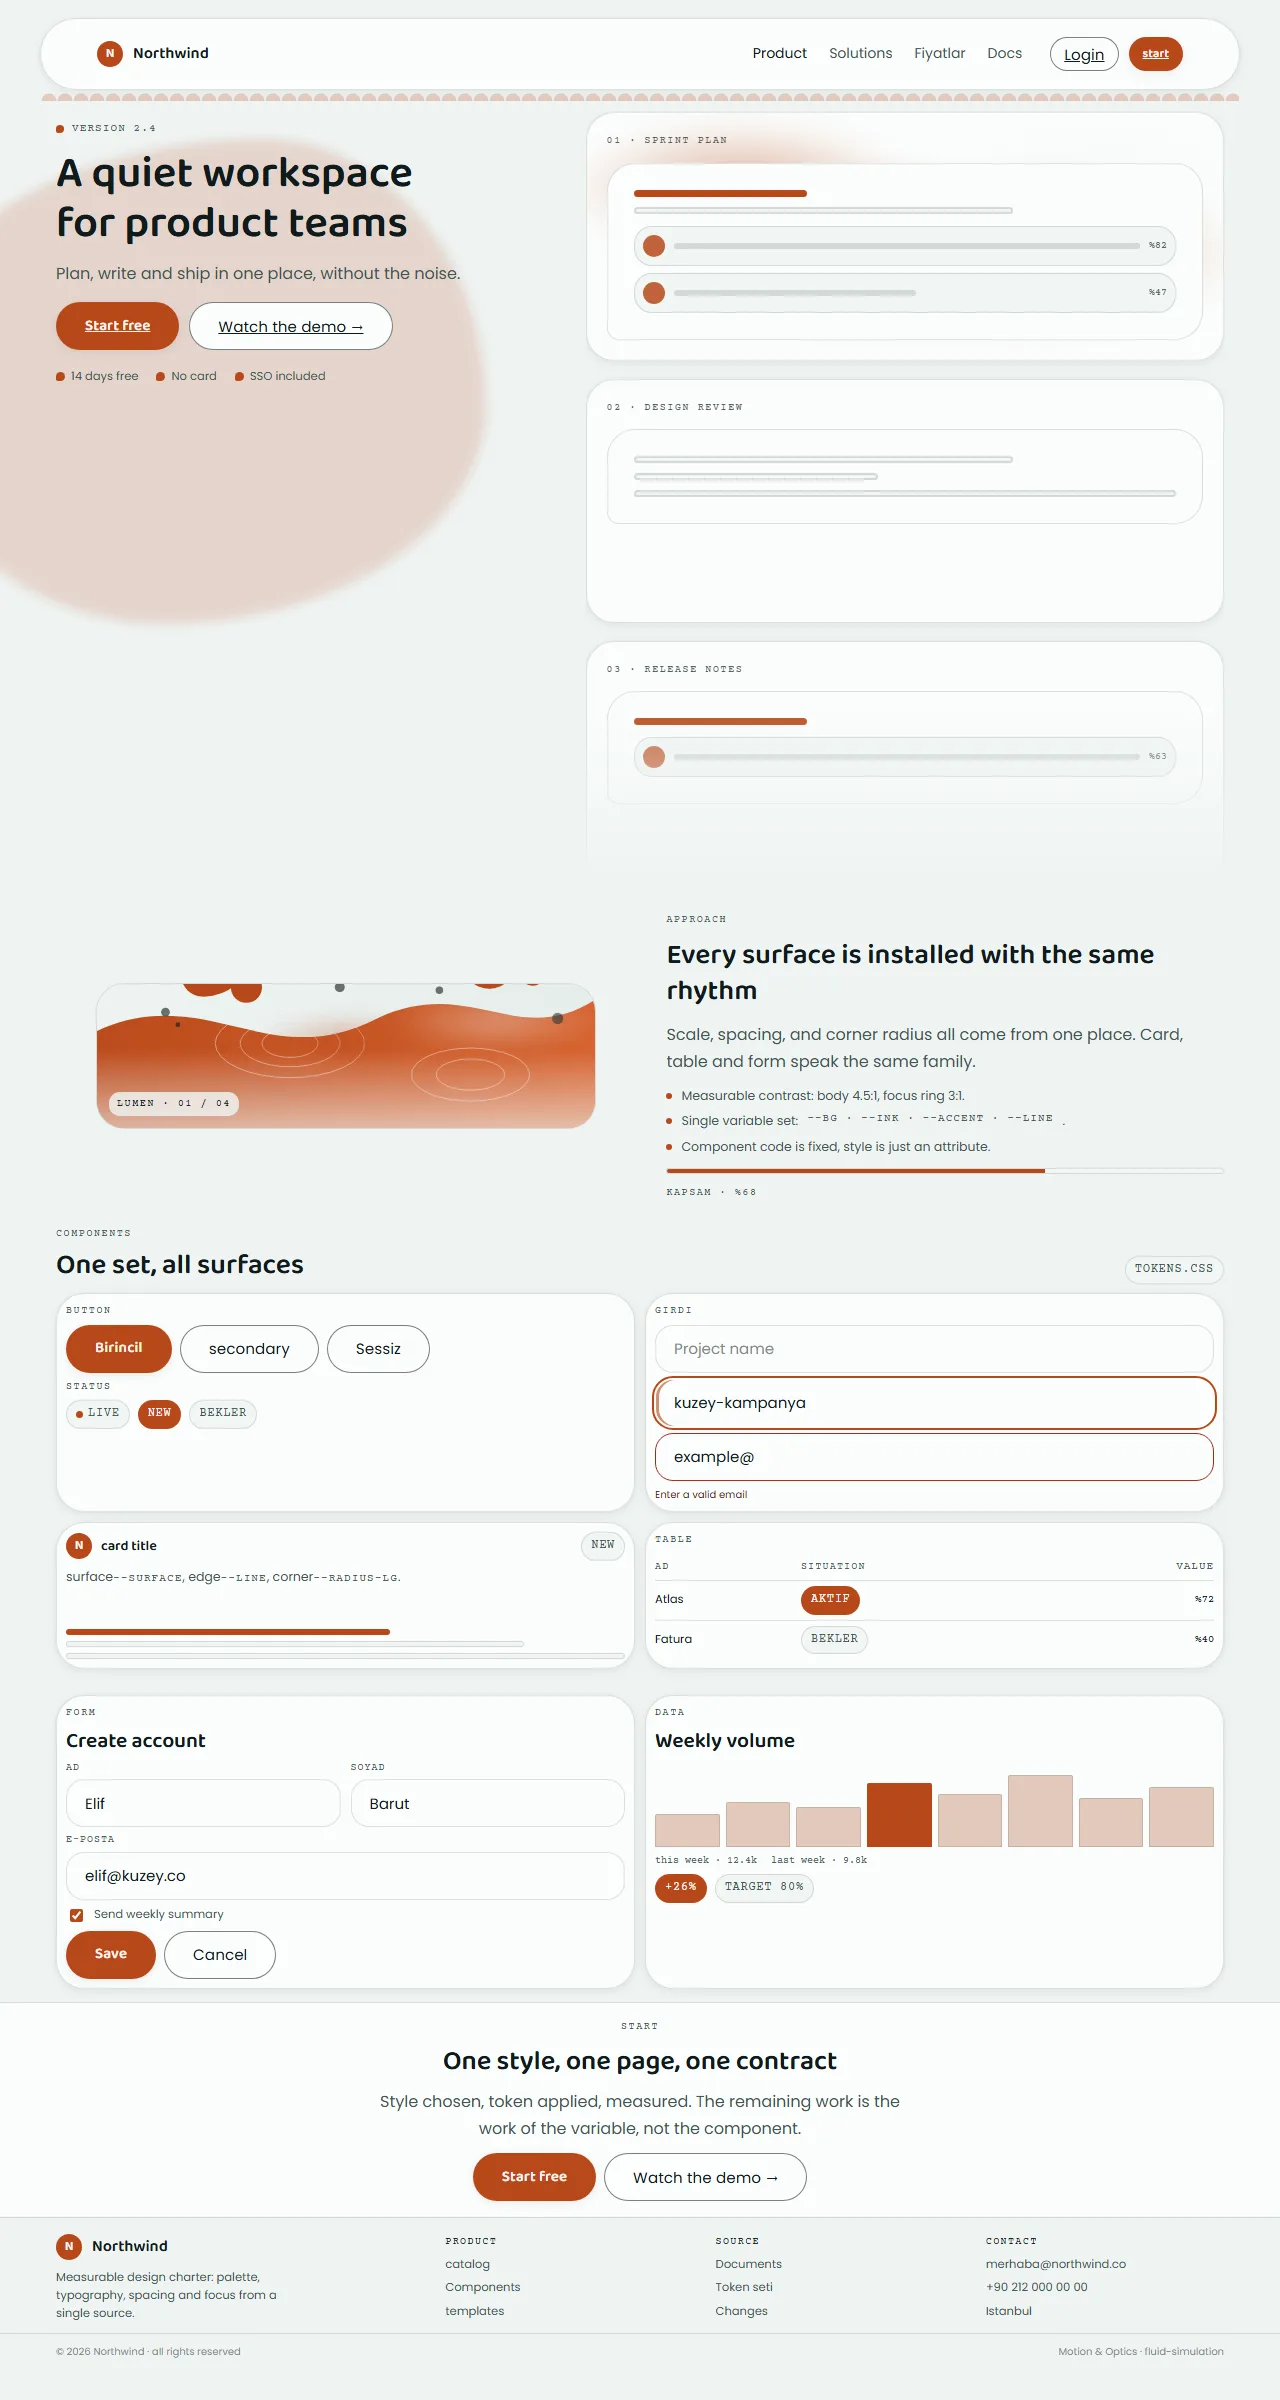 N Northwind
Product Solutions Fiyatlar Docs Login start
VERSION 2.4
A quiet workspace
for product teams
Plan, write and ship in one place, without the noise.
Start free Watch the demo →
14 days free No card SSO included
01 · SPRINT PLAN
%82
%47
02 · DESIGN REVIEW
03 · RELEASE NOTES
%63
LUMEN · 01 / 04
APPROACH
Every surface is installed with the same
rhythm
Scale, spacing, and corner radius all come from one place. Card,
table and form speak the same family.
Measurable contrast: body 4.5:1, focus ring 3:1.
Single variable set: --BG · --INK · --ACCENT · --LINE .
Component code is fixed, style is just an attribute.
KAPSAM · %68
COMPONENTS
One set, all surfaces
TOKENS.CSS
BUTTON
Birincil secondary Sessiz
STATUS
LIVE NEW BEKLER
GIRDI
Project name
kuzey-kampanya
example@
Enter a valid email
N card title NEW
surface--SURFACE, edge--LINE, corner--RADIUS-LG.
TABLE
AD SITUATION VALUE
Atlas AKTIF %72
Fatura BEKLER %40
FORM
Create account
AD SOYAD
Elif Barut
E-POSTA
elif@kuzey.co
Send weekly summary
Save Cancel
DATA
Weekly volume
this week · 12.4k last week · 9.8k
+26% TARGET 80%
START
One style, one page, one contract
Style chosen, token applied, measured. The remaining work is the
work of the variable, not the component.
Start free Watch the demo →
N Northwind
Measurable design charter: palette,
typography, spacing and focus from a
single source.
PRODUCT
catalog
Components
templates
SOURCE
Documents
Token seti
Changes
CONTACT
merhaba@northwind.co
+90 212 000 00 00
Istanbul
© 2026 Northwind · all rights reserved
Motion & Optics · fluid-simulation